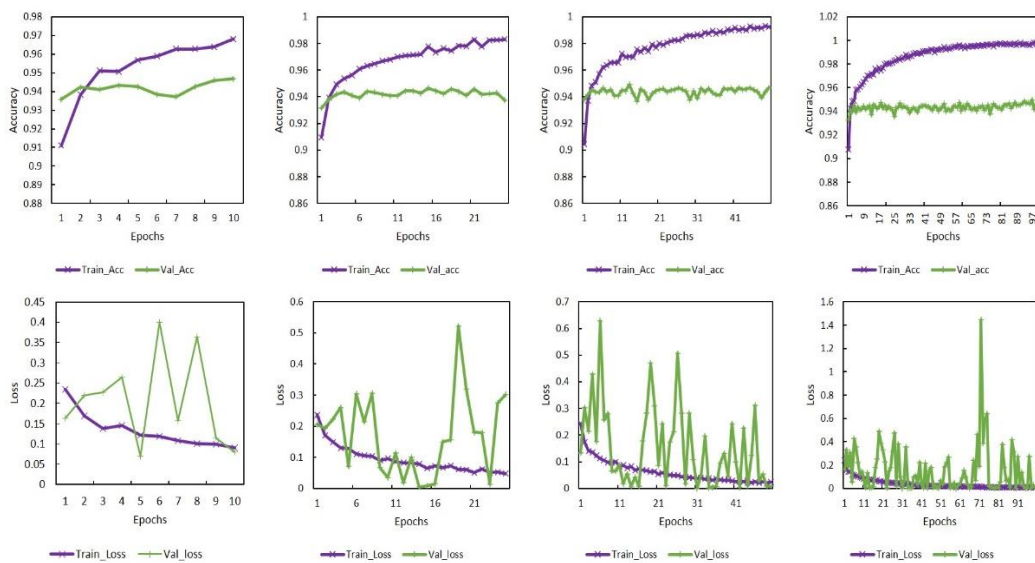 0.98
0.97
0.96
0.95
0.94
0.93
0.92
0.91
0.9
0.89
0.88
Accuracy
1 2 3 4 5 6 7 8 9 10
Epochs
Train_Acc Val_Acc
1
0.98
0.96
0.94
0.92
0.9
0.88
0.86
Accuracy
1 6 11 16 21
Epochs
Train_Acc Val_acc
1
0.98
0.96
0.94
0.92
0.9
0.88
0.86
Accuracy
1 11 21 31 41
Epochs
Train_Acc Val_acc
1.02
1
0.98
0.96
0.94
0.92
0.9
0.88
0.86
Accuracy
1 9 17 25 33 41 49 57 65 73 81 89 97
Epochs
Train_Acc Val_acc
0.45
0.4
0.35
0.3
0.25
0.2
0.15
0.1
0.05
0
Loss
1 2 3 4 5 6 7 8 9 10
Epochs
Train_Loss Val_loss
0.6
0.5
0.4
0.3
0.2
0.1
0
Loss
1 6 11 16 21
Epochs
Train_Loss Val_loss
0.7
0.6
0.5
0.4
0.3
0.2
0.1
0
Loss
1 11 21 31 41
Epochs
Train_Loss Val_loss
1.6
1.4
1.2
1
0.8
0.6
0.4
0.2
0
Loss
1 11 21 31 41 51 61 71 81 91
Epochs
Train_Loss Val_loss